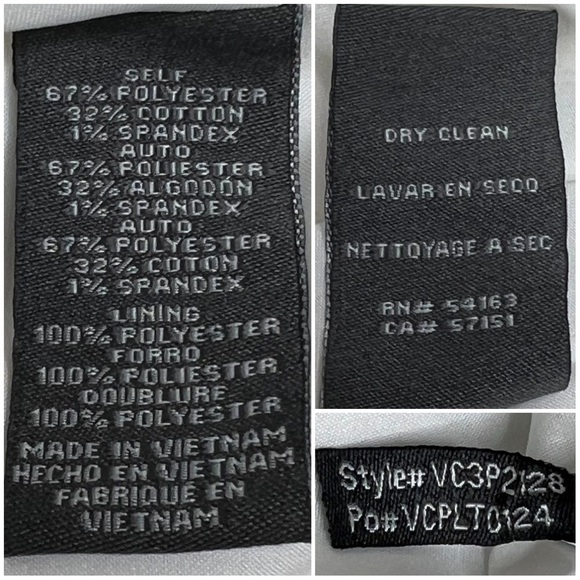 SELF
67% POLYESTER
32% COTTON
1% SPANDEX
AUTO
67% POLIESTER
32% ALGODÓN
1% SPANDEX
AUTO
67% POLYESTER
32% COTON
1% SPANDEX
LINING
100% POLYESTER
FORRO
100% POLIESTER
DOUBLURE
100% POLYESTER
MADE IN VIETNAM
HECHO EN VIETNAM
FABRIQUÉ EN
VIETNAM
DRY CLEAN
LAVAR EN SECO
NETTOYAGE A SEC
RN# 54163
CA# 57151
Style# VC3P2128
Po# VCPLTC124